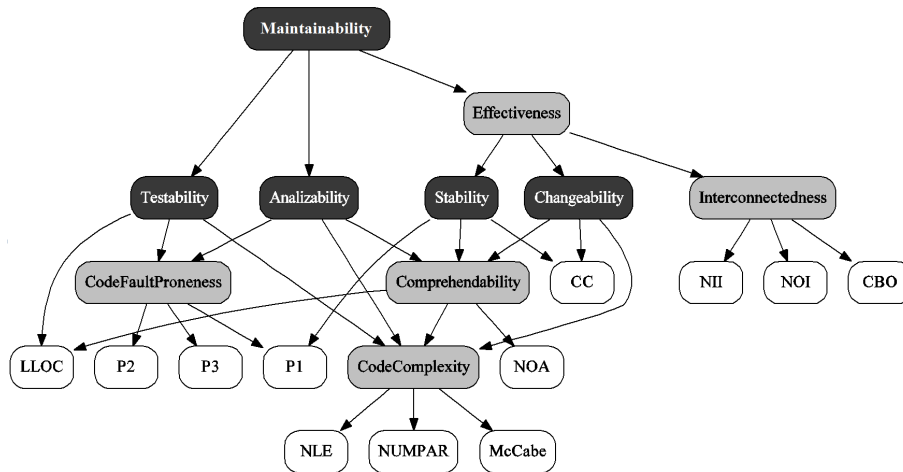 Maintainability
Effectiveness
Testability
Analizability
Stability
Changeability
Interconnectedness
CodeFaultProneness
Comprehendability
CC
NII
NOI
CBO
LLOC
P2
P3
P1
CodeComplexity
NOA
NLE
NUMPAR
McCabe